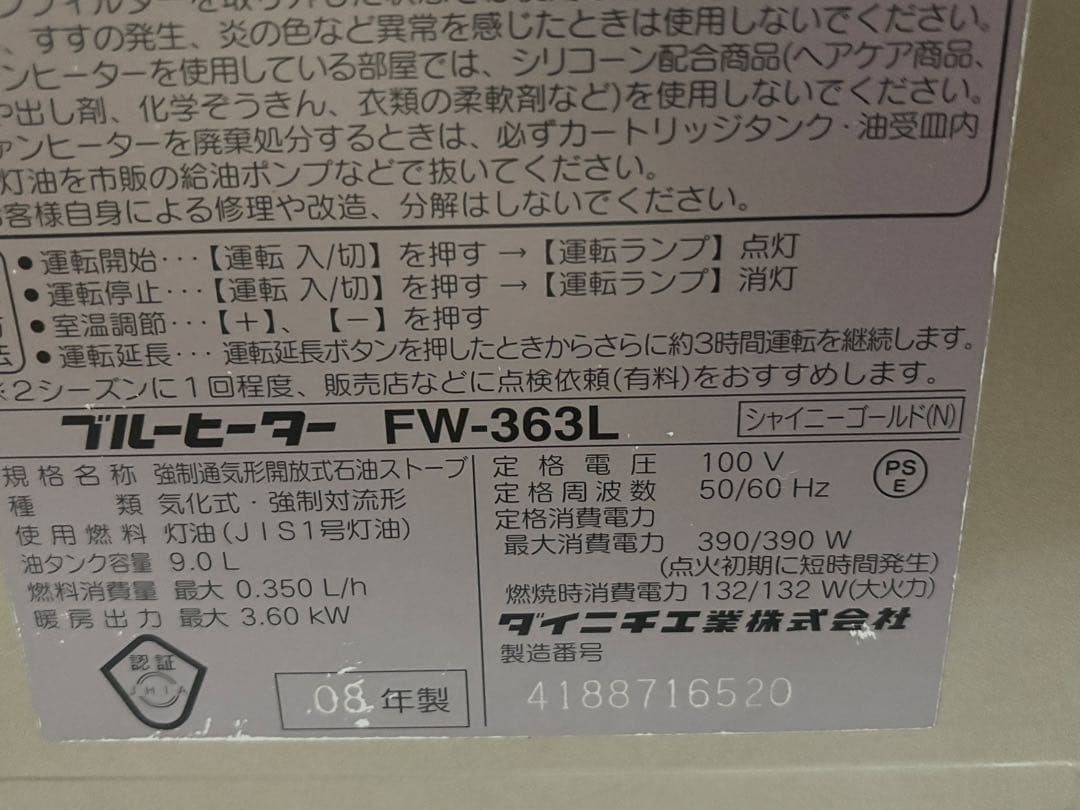 フィルターを取り外した状態
、すすの発生、炎の色など異常を感じたときは使用しないでください。
ンヒーターを使用している部屋では、シリコーン配合商品(ヘアケア商品、
や出し剤、化学ぞうきん、衣類の柔軟剤など)を使用しないでください。
ァンヒーターを廃棄処分するときは、必ずカートリッジタンク・油受皿内
灯油を市販の給油ポンプなどで抜いてください。
客様自身による修理や改造、分解はしないでください。
●運転開始…【運転 入/切】を押す → 【運転ランプ】点灯
●運転停止…【運転 入/切】を押す → 【運転ランプ】消灯
●室温調節…【+】、【-】を押す
●運転延長…運転延長ボタンを押したときからさらに約3時間運転を継続します。
※2シーズンに1回程度、販売店などに点検依頼(有料)をおすすめします。
ブルーヒーター FW-363L シャイニーゴールド(N)
規格名称 強制通気形開放式石油ストーブ
種類 気化式・強制対流形
使用燃料 灯油(JIS1号灯油)
油タンク容量 9.0 L
燃料消費量 最大 0.350 L/h
暖房出力 最大 3.60 kW
認証
JHIA
08 年製
定格電圧 100 V
定格周波数 50/60 Hz
PS
E
定格消費電力
最大消費電力 390/390 W
(点火初期に短時間発生)
燃焼時消費電力 132/132 W(大火力)
ダイニチ工業株式会社
製造番号
4188716520